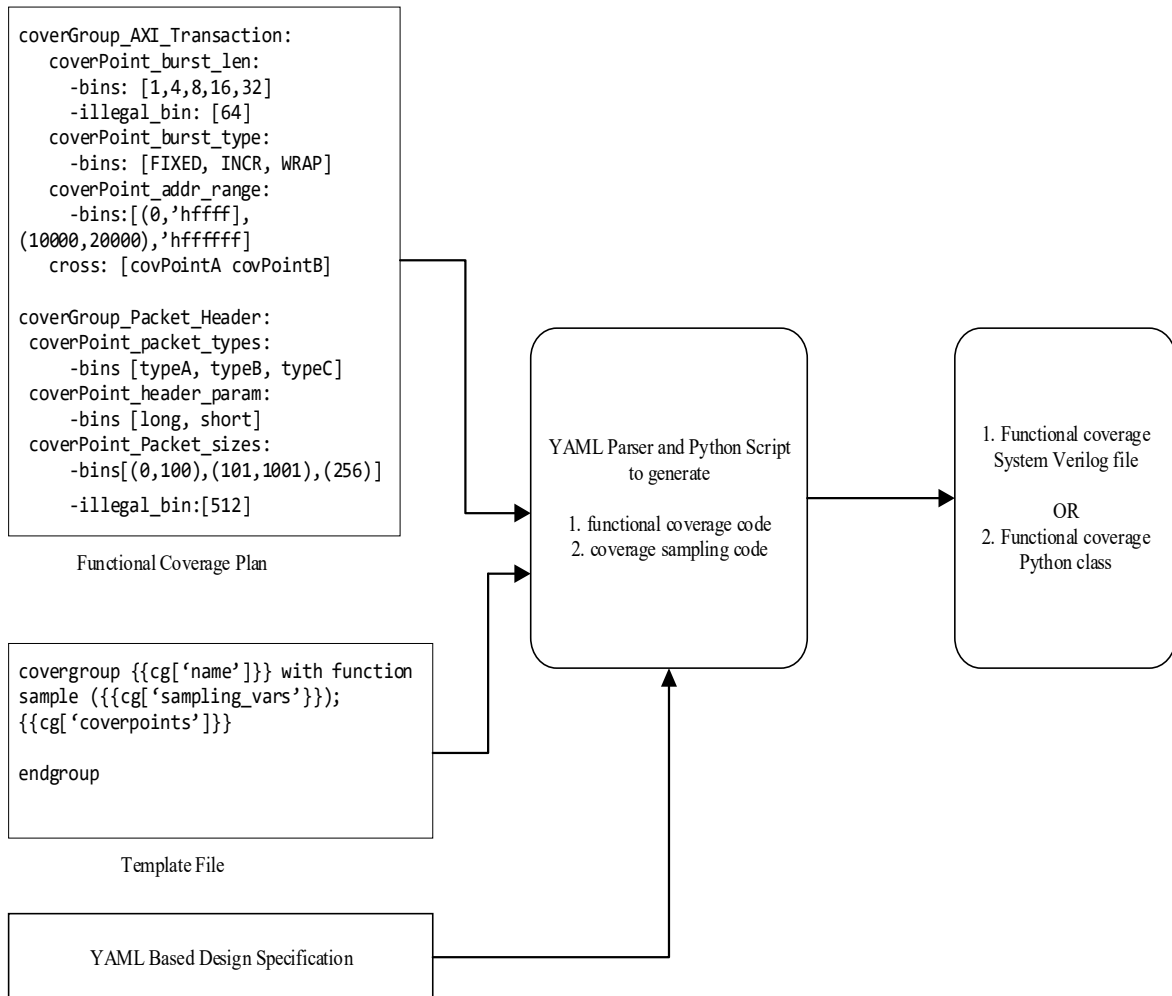 coverGroup_AXI_Transaction:
coverPoint_burst_len:
-bins: [1,4,8,16,32]
-illegal_bin: [64]
coverPoint_burst_type:
-bins: [FIXED, INCR, WRAP]
coverPoint_addr_range:
-bins:[(0,’hffff],
(10000,20000),’hffffff]
cross: [covPointA covPointB]
coverGroup_Packet_Header:
coverPoint_packet_types:
-bins [typeA, typeB, typeC]
coverPoint_header_param:
-bins [long, short]
coverPoint_Packet_sizes:
-bins[(0,100),(101,1001),(256)]
-illegal_bin:[512]
Functional Coverage Plan
covergroup {{cg[‘name’]}} with function
sample ({{cg[‘sampling_vars’}});
{{cg[‘coverpoints’]}}
endgroup
Template File
YAML Based Design Specification
YAML Parser and Python Script
to generate
1. functional coverage code
2. coverage sampling code
1. Functional coverage
System Verilog file
OR
2. Functional coverage
Python class